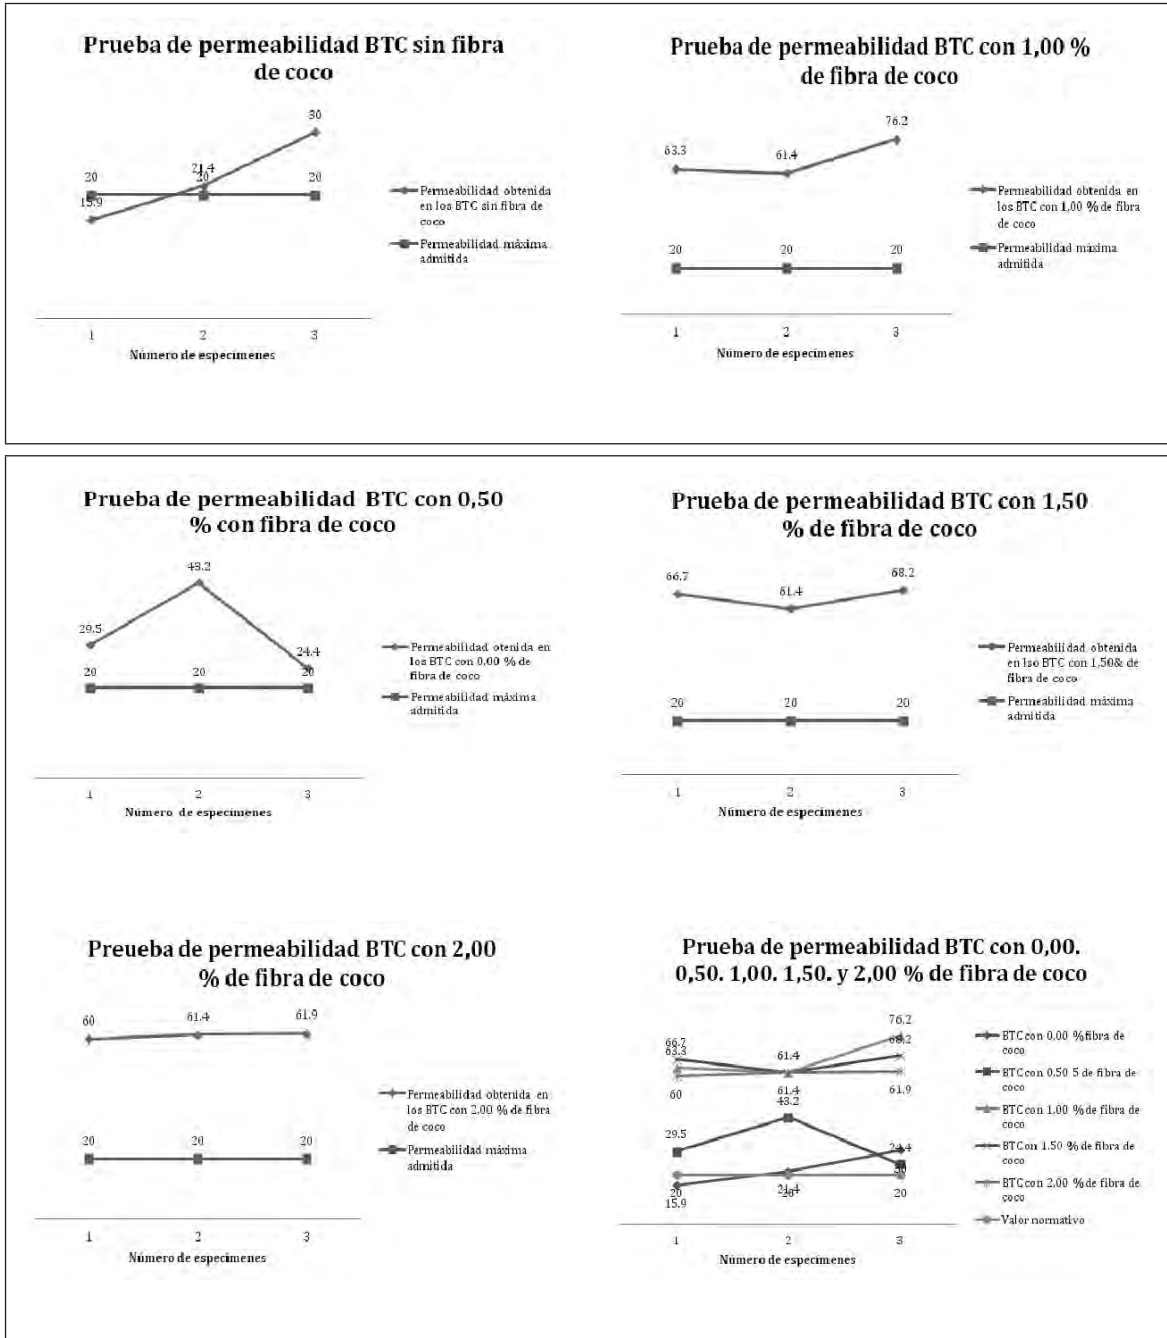 Prueba de permeabilidad BTC sin fibra
de coco
30
21.4
20
20
20
15.9
Permeabilidad obtenida
en los BTC sin fibra de
coco
Permeabilidad máxima
admitida
1
2
3
Número de especímenes
Prueba de permeabilidad BTC con 1,00 %
de fibra de coco
76.2
63.3
61.4
Permeabilidad obtenida en
los BTC con 1,00 % de fibra
de coco
Permeabilidad máxima
admitida
20
20
20
1
2
3
Número de especímenes
Prueba de permeabilidad BTC con 0,50
% con fibra de coco
43.2
29.5
24.4
20
20
20
Permeabilidad otenida en
los BTC con 0.00 % de
fibra de coco
Permeabilidad máxima
admitida
1
2
3
Número de especímenes
Prueba de permeabilidad BTC con 1,50
% de fibra de coco
66.7
61.4
68.2
Permeabilidad obtenida
en lso BTC con 1,50& de
fibra de coco
Permeabilidad máxima
admitida
20
20
20
1
2
3
Número de especímenes
Preueba de permeabilidad BTC con 2,00
% de fibra de coco
60
61.4
61.9
Permeabilidad obtenida en
los BTC con 2,00 % de fibra
de coco
Permeabilidad máxima
admitida
20
20
20
1
2
3
Número de especímenes
Prueba de permeabilidad BTC con 0,00.
0,50. 1,00. 1,50. y 2,00 % de fibra de coco
76.2
66.7
68.2
63.3
61.4
60
61.4
61.9
43.2
29.5
24.4
30
20
21.4
20
20
15.9
BTC con 0,00 % fibra de
coco
BTC con 0.50 5 de fibra de
coco
BTC con 1,00 % de fibra de
coco
BTCon 1.50 % de fibra de
coco
BTC con 2,00 % de fibra de
coco
Valor normativo
1
2
3
Número de especímenes